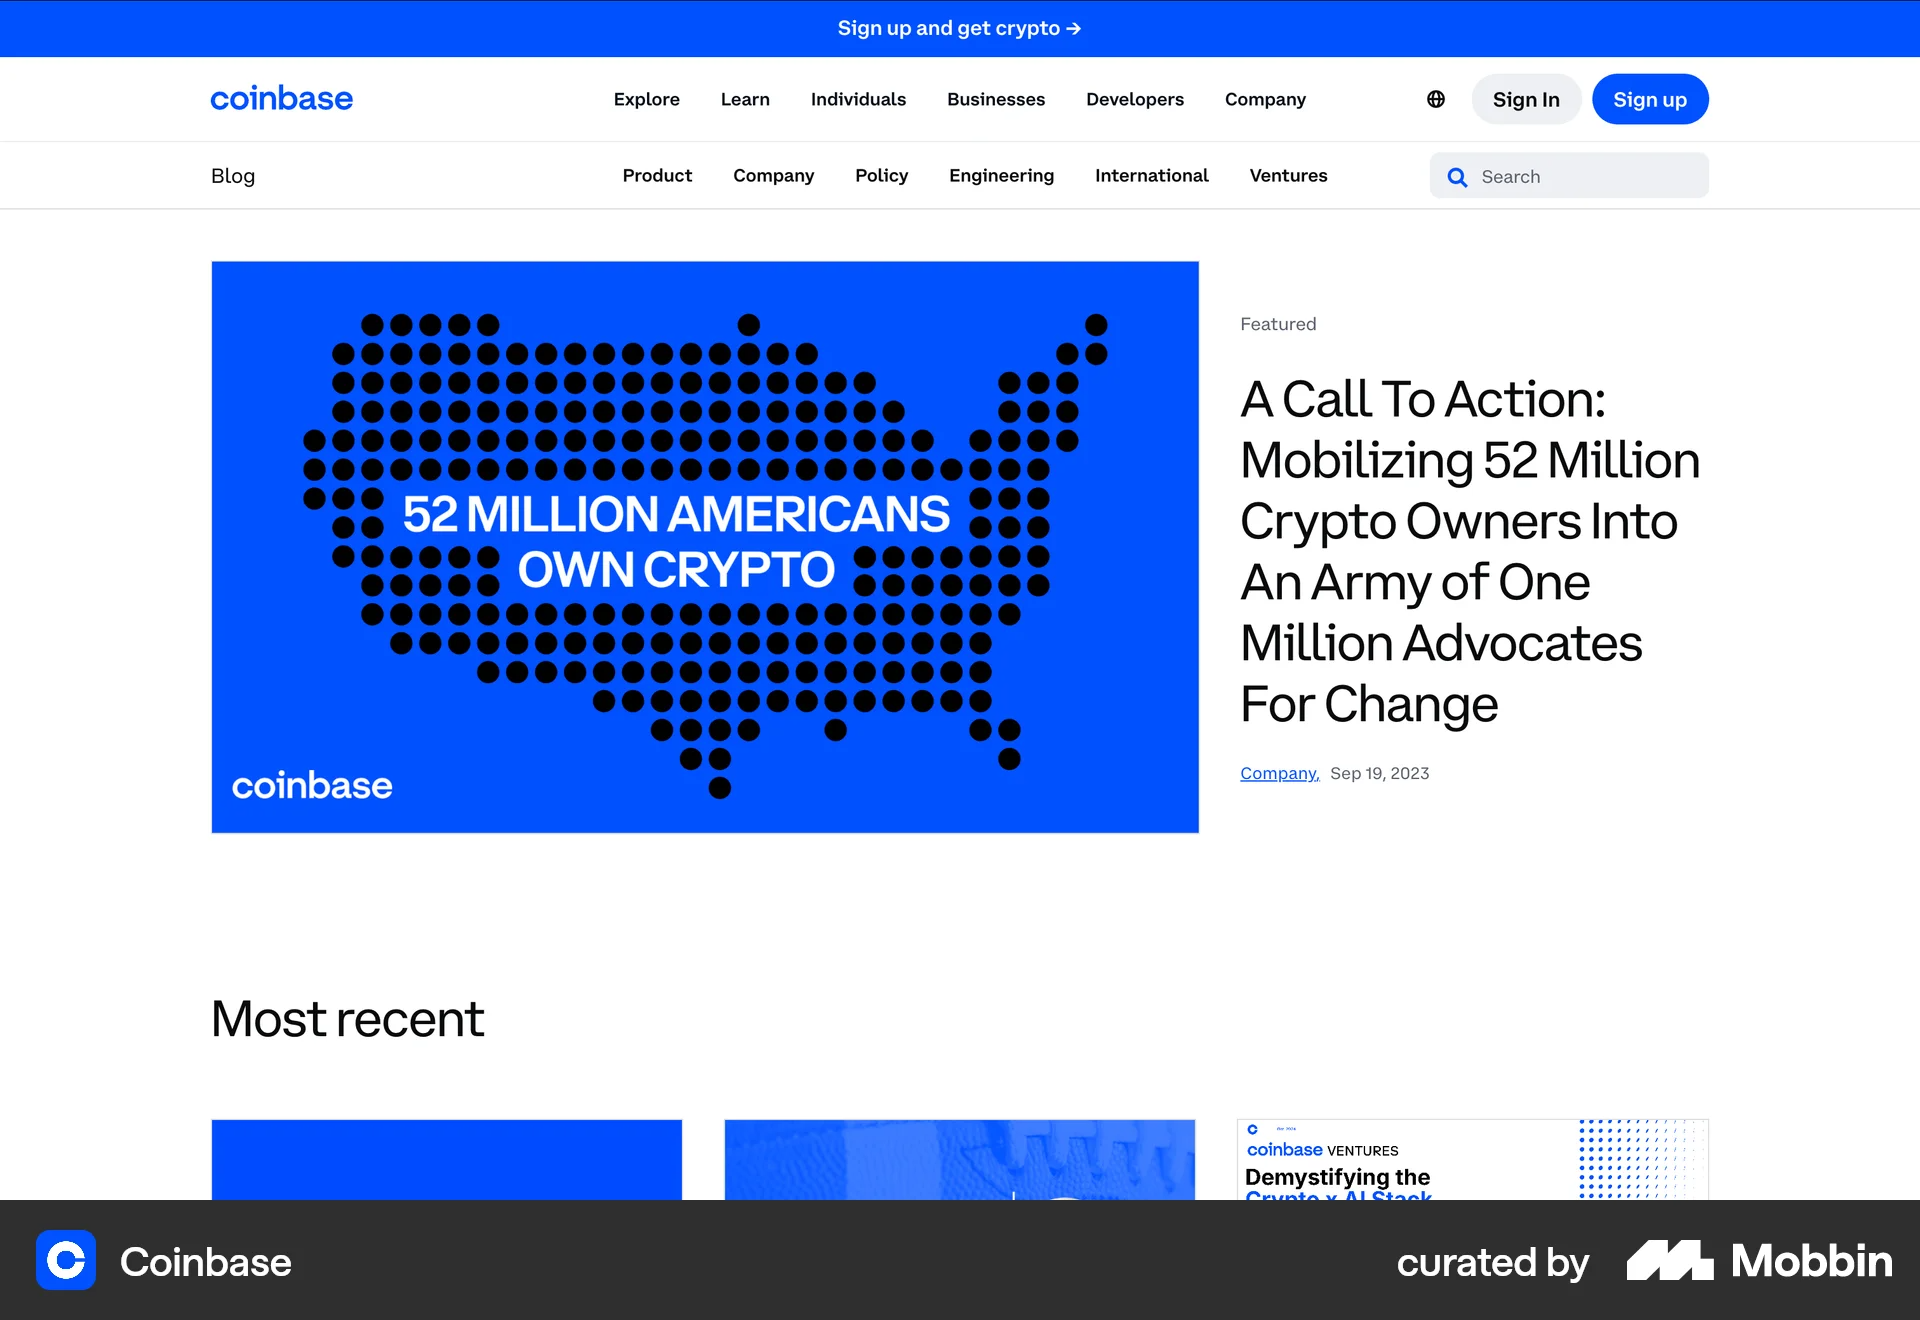 Sign up and get crypto →
coinbase
Explore
Learn
Individuals
Businesses
Developers
Company
Sign In
Sign up
Blog
Product
Company
Policy
Engineering
International
Ventures
Search
52 MILLION AMERICANS
OWN CRYPTO
coinbase
Featured
A Call To Action:
Mobilizing 52 Million
Crypto Owners Into
An Army of One
Million Advocates
For Change
Company, Sep 19, 2023
Most recent
coinbase VENTURES
Demystifying the
Crypto x AI Stack
Coinbase
curated by Mobbin